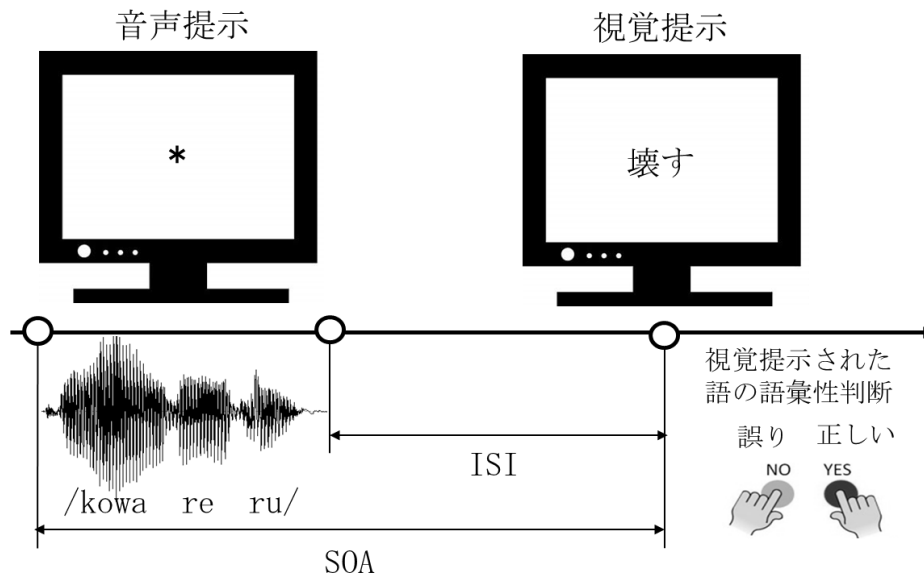 音声提示
視覚提示
*
壊す
視覚提示された
語の語彙性判断
誤り 正しい
NO YES
ISI
/kowa re ru/
SOA